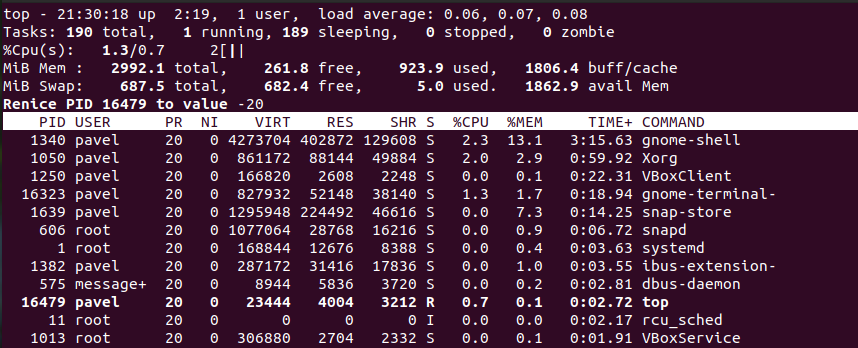 top - 21:30:18 up  2:19,  1 user,  load average: 0.06, 0.07, 0.08
Tasks: 190 total,   1 running, 189 sleeping,   0 stopped,   0 zombie
%Cpu(s):   1.3/0.7     2[|||
MiB Mem :   2992.1 total,    261.8 free,    923.9 used,   1806.4 buff/cache
MiB Swap:    687.5 total,    682.4 free,      5.0 used.   1862.9 avail Mem
Renice PID 16479 to value -20
    PID USER      PR  NI    VIRT    RES    SHR S  %CPU  %MEM     TIME+ COMMAND
   1340 pavel     20   0 4273704 402872 129608 S   2.3  13.1   3:15.63 gnome-shell
   1050 pavel     20   0  861172  88144  49884 S   2.0   2.9   0:59.92 Xorg
   1250 pavel     20   0  166820   2608   2248 S   0.0   0.1   0:22.31 VBoxClient
  16323 pavel     20   0  827932  52148  38140 S   1.3   1.7   0:18.94 gnome-terminal-
   1639 pavel     20   0 1295948 224492  46616 S   0.0   7.3   0:14.25 snap-store
    606 root      20   0 1077064  28768  16216 S   0.0   0.9   0:06.72 snapd
      1 root      20   0  168844  12676   8388 S   0.0   0.4   0:03.63 systemd
   1382 pavel     20   0  287172  31416  17836 S   0.0   1.0   0:03.55 ibus-extension-
    575 message+  20   0    8944   5836   3720 S   0.0   0.2   0:02.81 dbus-daemon
  16479 pavel     20   0   23444   4004   3212 R   0.7   0.1   0:02.72 top
     11 root      20   0       0      0      0 I   0.0   0.0   0:02.17 rcu_sched
   1013 root      20   0  306880   2704   2332 S   0.0   0.1   0:01.91 VBoxService